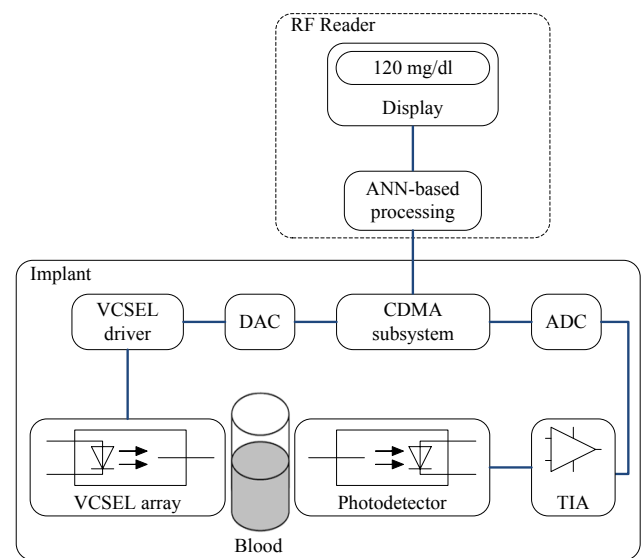 RF Reader
120 mg/dl
Display
ANN-based
processing
Implant
VCSEL
driver
DAC
CDMA
subsystem
ADC
VCSEL array
Photodetector
TIA
Blood